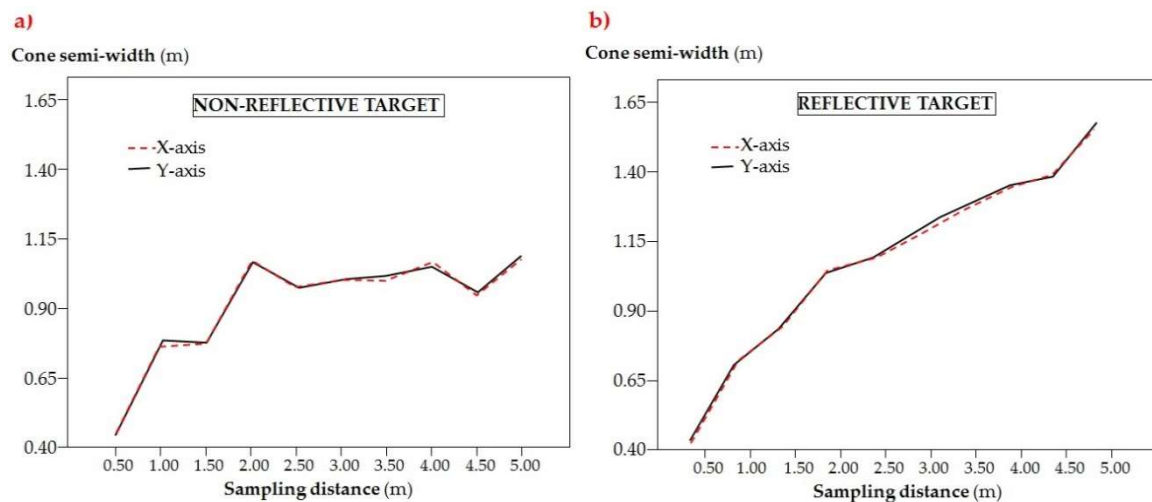 a)
Cone semi-width (m)
NON-REFLECTIVE TARGET
X-axis
Y-axis
1.65
1.40
1.15
0.90
0.65
0.40
0.50 1.00 1.50 2.00 2.50 3.00 3.50 4.00 4.50 5.00
Sampling distance (m)
b)
Cone semi-width (m)
REFLECTIVE TARGET
X-axis
Y-axis
1.65
1.40
1.15
0.90
0.65
0.40
0.50 1.00 1.50 2.00 2.50 3.00 3.50 4.00 4.50 5.00
Sampling distance (m)